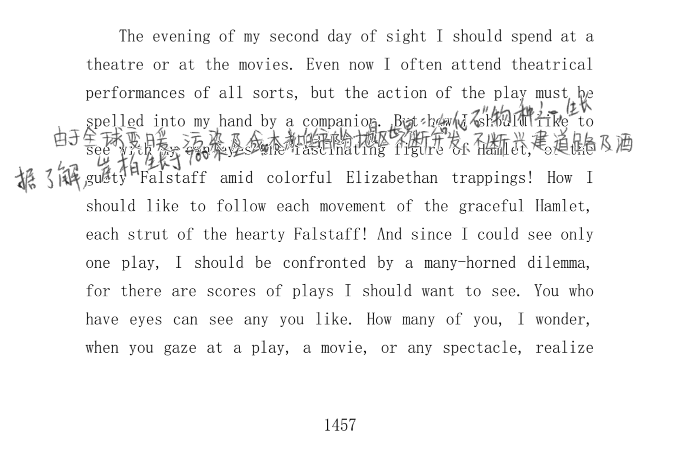 The evening of my second day of sight I should spend at a
theatre or at the movies. Even now I often attend theatrical
performances of all sorts, but the action of the play must be
spelled into my hand by a companion. But how I should like to
由于全球变暖、污染及 不断开发,不断兴建道路及酒
see with my own eyes the fascinating figure of Hamlet, or the
据了解,崖柏生长于
gusty Falstaff amid colorful Elizabethan trappings! How I
should like to follow each movement of the graceful Hamlet,
each strut of the hearty Falstaff! And since I could see only
one play, I should be confronted by a many-horned dilemma,
for there are scores of plays I should want to see. You who
have eyes can see any you like. How many of you, I wonder,
when you gaze at a play, a movie, or any spectacle, realize
1457